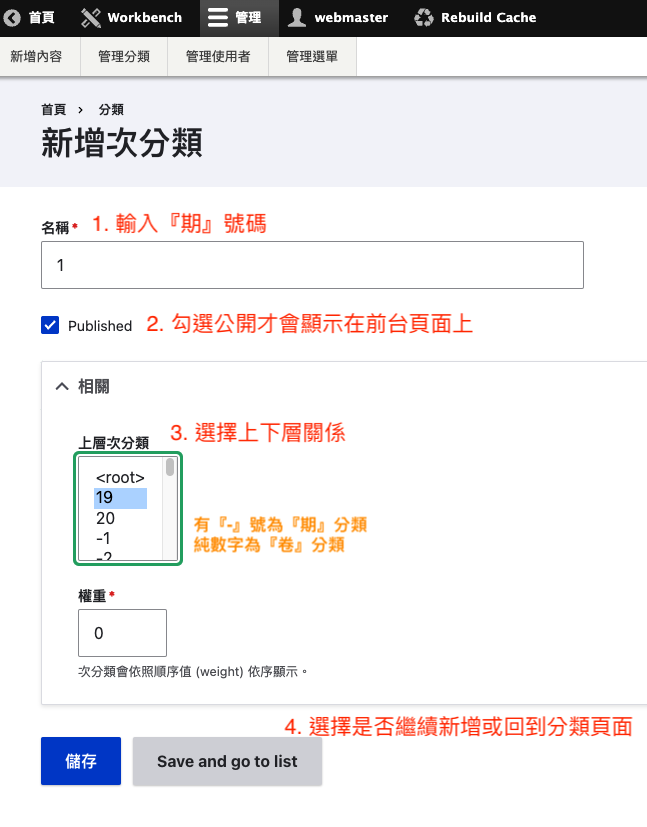 首頁 Workbench 管理 webmaster Rebuild Cache
新增內容 管理分類 管理使用者 管理選單
首頁 › 分類
新增次分類
名稱* 1. 輸入『期』號碼
1
Published 2. 勾選公開才會顯示在前台頁面上
相關
上層次分類 3. 選擇上下層關係
<root>
19
20
-1
-2
有『-』號為『期』分類
純數字為『卷』分類
權重*
0
次分類會依照順序值 (weight) 依序顯示。
4. 選擇是否繼續新增或回到分類頁面
儲存 Save and go to list